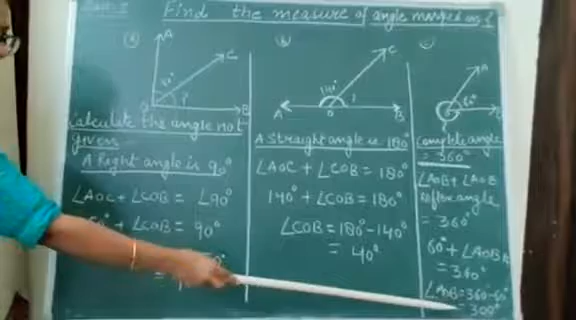 Find the measure of angle marked as ?
A
C
?
O
B
Calculate the angle not given
A Right angle is 90°
∠AOC + ∠COB = ∠90°
+ ∠COB = 90°
C
140°
?
A
O
B
A straight angle is 180°
∠AOC + ∠COB = 180°
140° + ∠COB = 180°
∠COB = 180° - 140°
= 40°
A
60°
B
Complete angle
= 360°
∠AOB + ∠AOB
reflex angle
= 360°
60° + ∠AOB
= 360°
∠AOB = 360 - 60°
= 300°